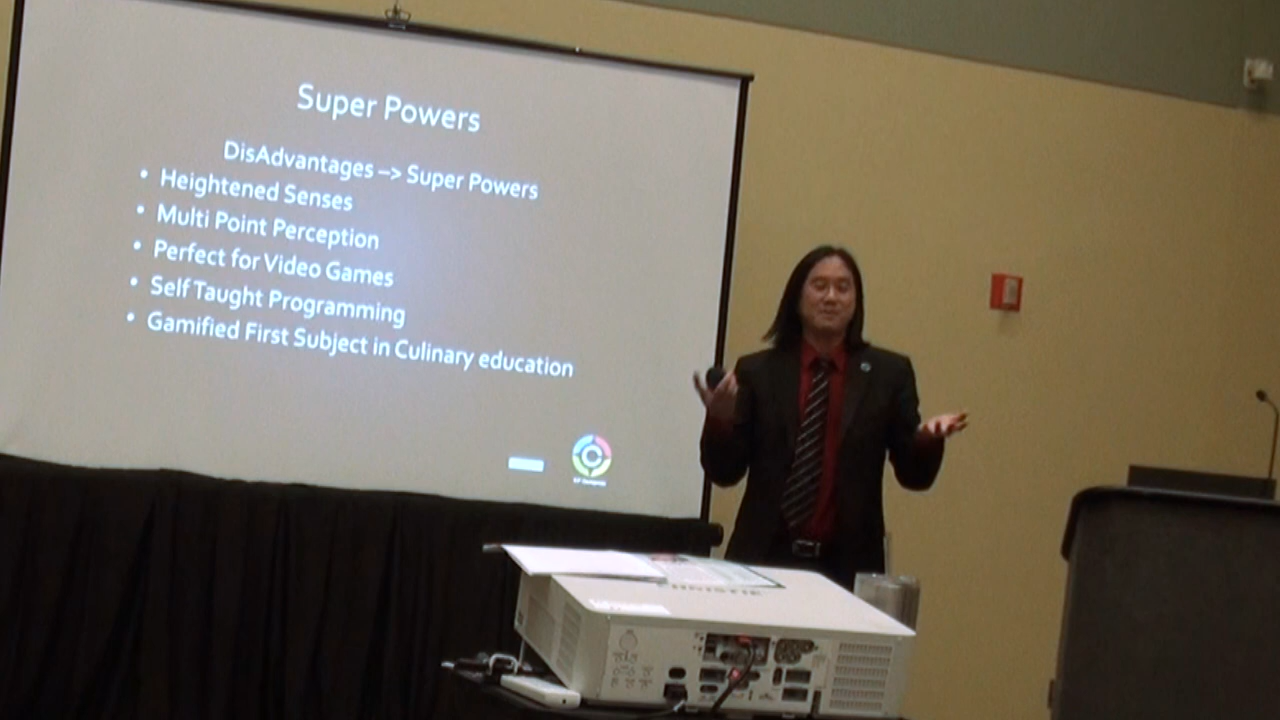 Super Powers
DisAdvantages –> Super Powers
• Heightened Senses
• Multi Point Perception
• Perfect for Video Games
• Self Taught Programming
• Gamified First Subject in Culinary education
CHRISTIE